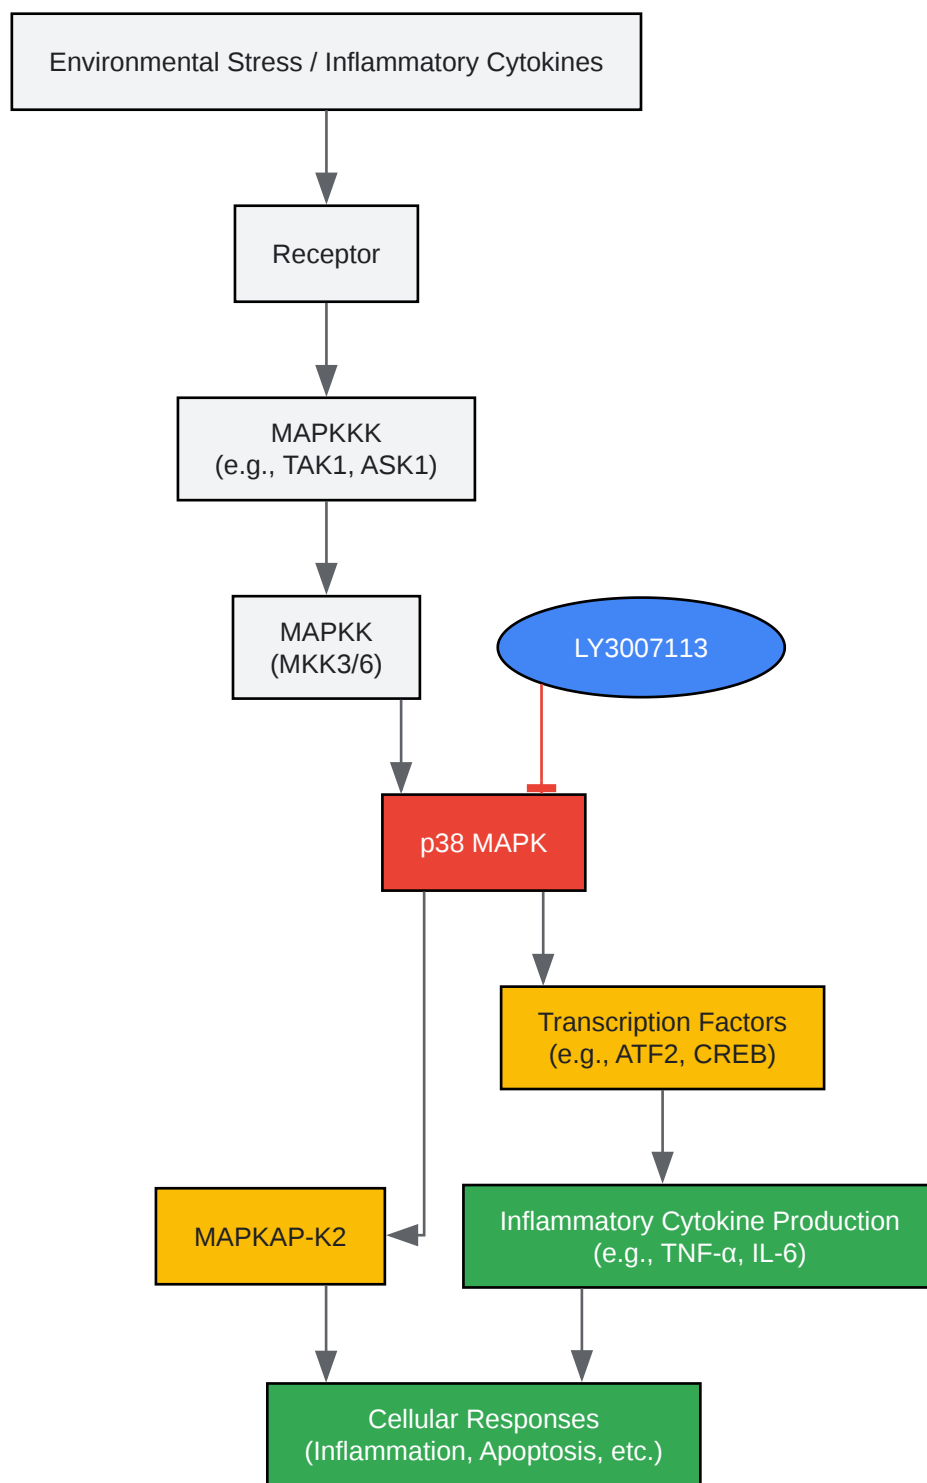 Environmental Stress / Inflammatory Cytokines
Receptor
MAPKKK
(e.g., TAK1, ASK1)
MAPKK
(MKK3/6)
LY3007113
p38 MAPK
Transcription Factors
(e.g., ATF2, CREB)
MAPKAP-K2
Inflammatory Cytokine Production
(e.g., TNF-α, IL-6)
Cellular Responses
(Inflammation, Apoptosis, etc.)